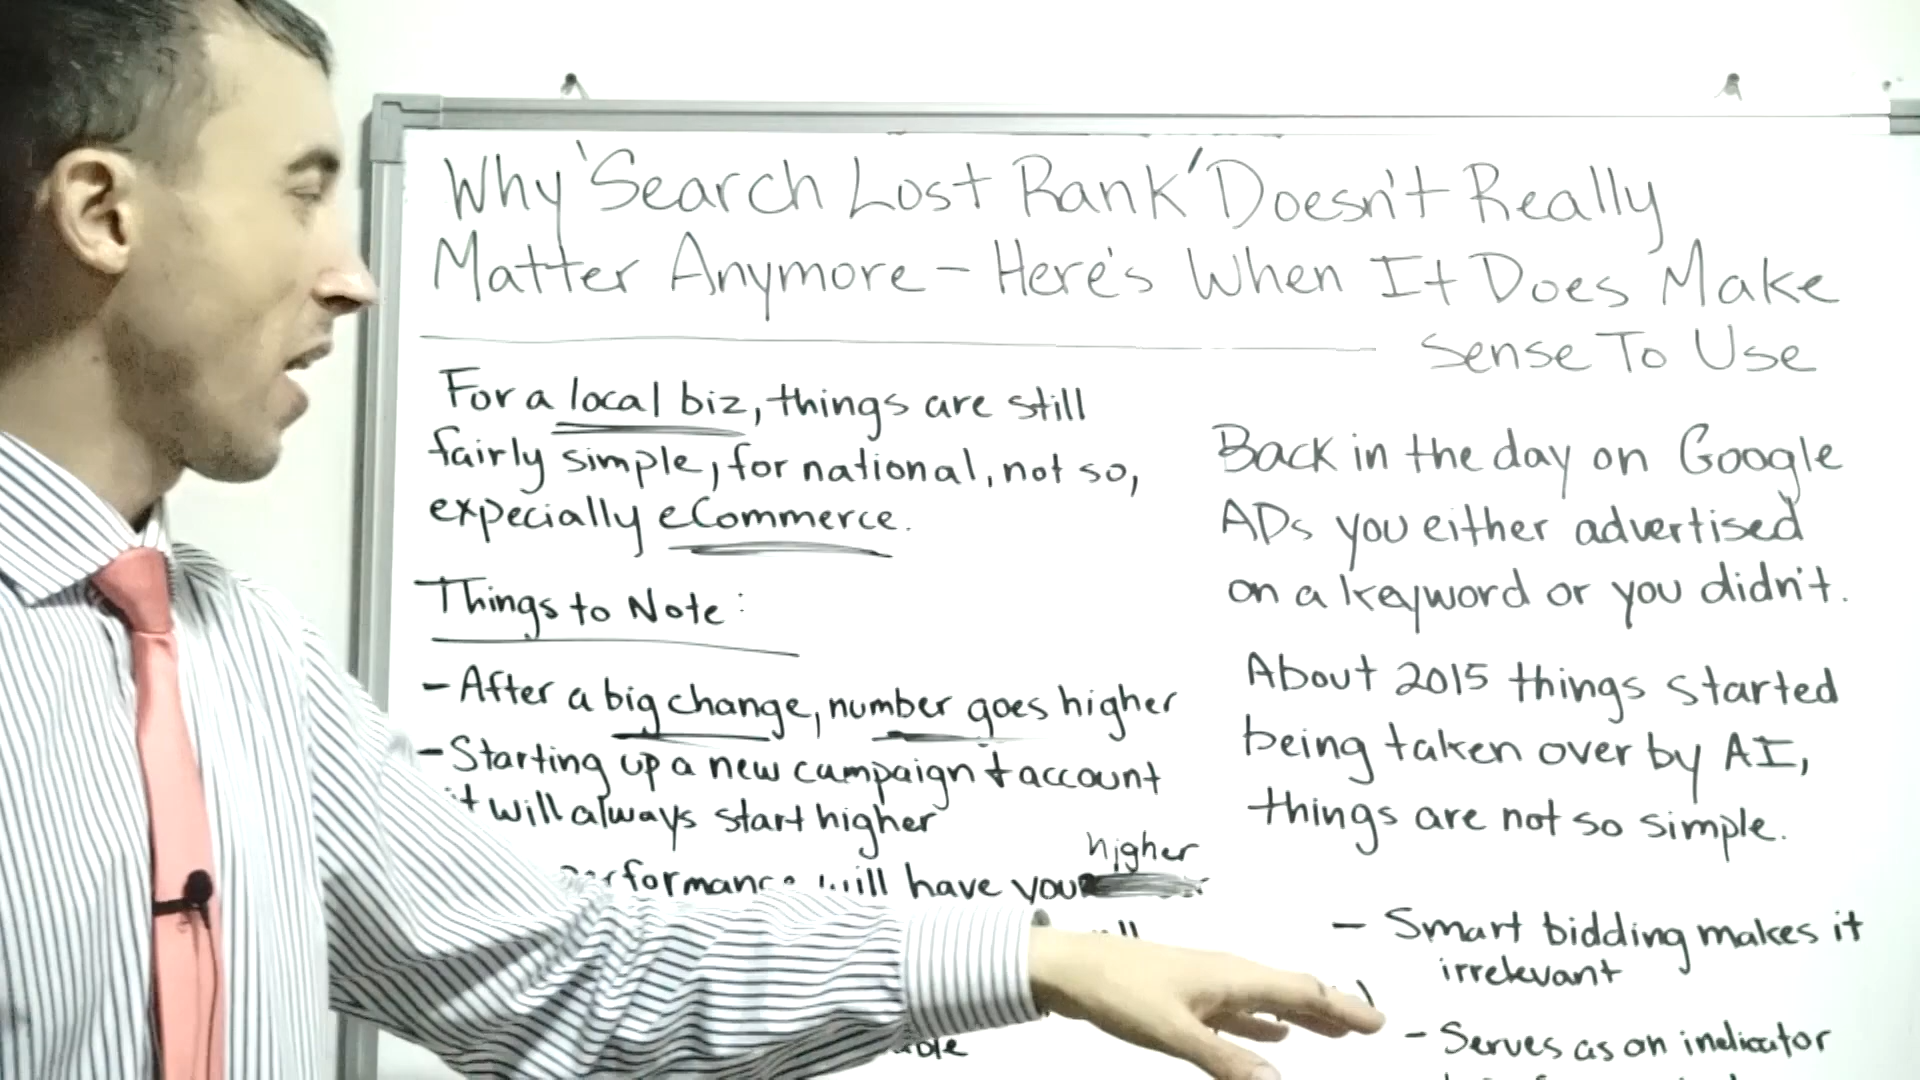 Why 'Search Lost Rank' Doesn't Really
Matter Anymore - Here's When It Does Make
Sense To Use
For a local biz, things are still
fairly simple, for national, not so,
expecially eCommerce.
Things to Note:
- After a big change, number goes higher
- Starting up a new campaign + account
it will always start higher
higher
performance will have you
Back in the day on Google
ADs you either advertised
on a keyword or you didn't.
About 2015 things started
being taken over by AI,
things are not so simple.
- Smart bidding makes it
irrelevant
- Serves as an indicator